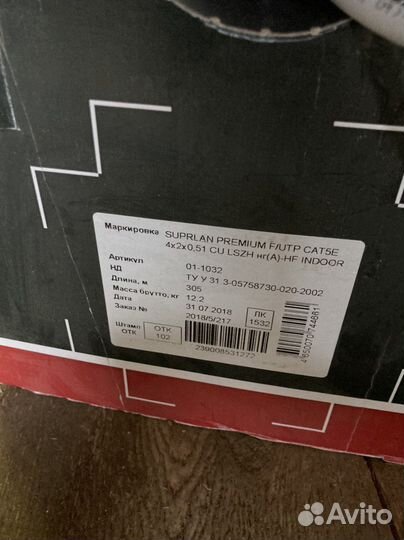 Маркировка SUPRLAN PREMIUM F/UTP CAT5E
4x2x0,51 CU LSZH нг(А)-HF INDOOR
Артикул 01-1032
НД ТУ У 31 3-05758730-020-2002
Длина, м 305
Масса брутто, кг 12.2
Дата 31 07 2018
Заказ № 2018/5/217
ЛК
1532
Штамп ОТК
ОТК 102
239008531272
4650070744881
Avito